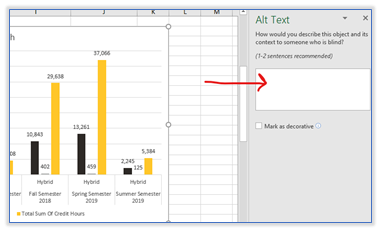 I J K L M
h
37,066
29,638
10,843
13,261
08
402
459
2,245
125
5,384
Hybrid Hybrid Hybrid
ester Fall Semester Spring Semester Summer Semester
2018 2019 2019
Total Sum Of Credit Hours
Alt Text
How would you describe this object and its
context to someone who is blind?
(1-2 sentences recommended)
Mark as decorative